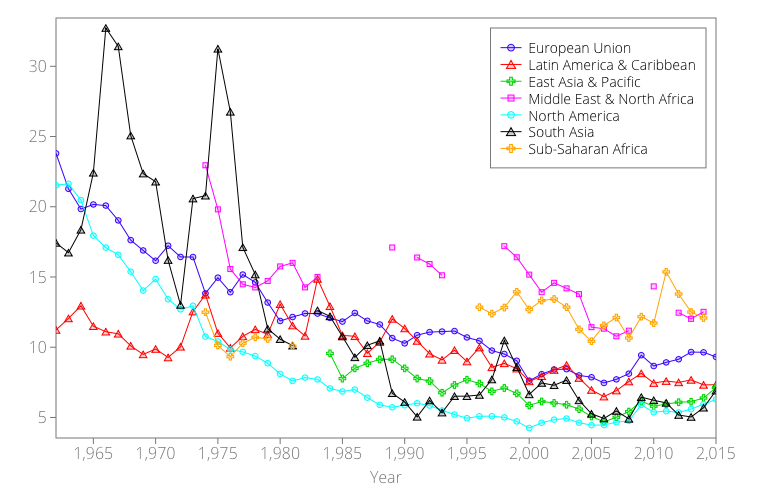 European Union
Latin America & Caribbean
East Asia & Pacific
Middle East & North Africa
North America
South Asia
Sub-Saharan Africa
30
25
20
15
10
5
1,965 1,970 1,975 1,980 1,985 1,990 1,995 2,000 2,005 2,010 2,015
Year